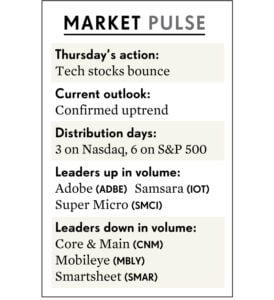 MARKET PULSE
Thursday's action:
Tech stocks bounce
Current outlook:
Confirmed uptrend
Distribution days:
3 on Nasdaq, 6 on S&P 500
Leaders up in volume:
Adobe (ADBE) Samsara (IOT)
Super Micro (SMCI)
Leaders down in volume:
Core & Main (CNM)
Mobileye (MBLY)
Smartsheet (SMAR)